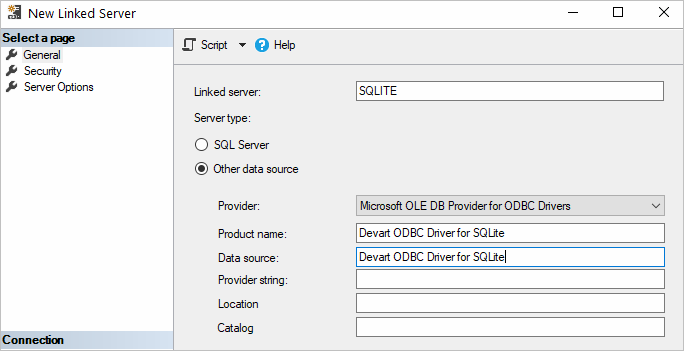 New Linked Server
Select a page
General
Security
Server Options
Connection
Script Help
Linked server: SQLITE
Server type:
SQL Server
Other data source
Provider: Microsoft OLE DB Provider for ODBC Drivers
Product name: Devart ODBC Driver for SQLite
Data source: Devart ODBC Driver for SQLite
Provider string:
Location
Catalog